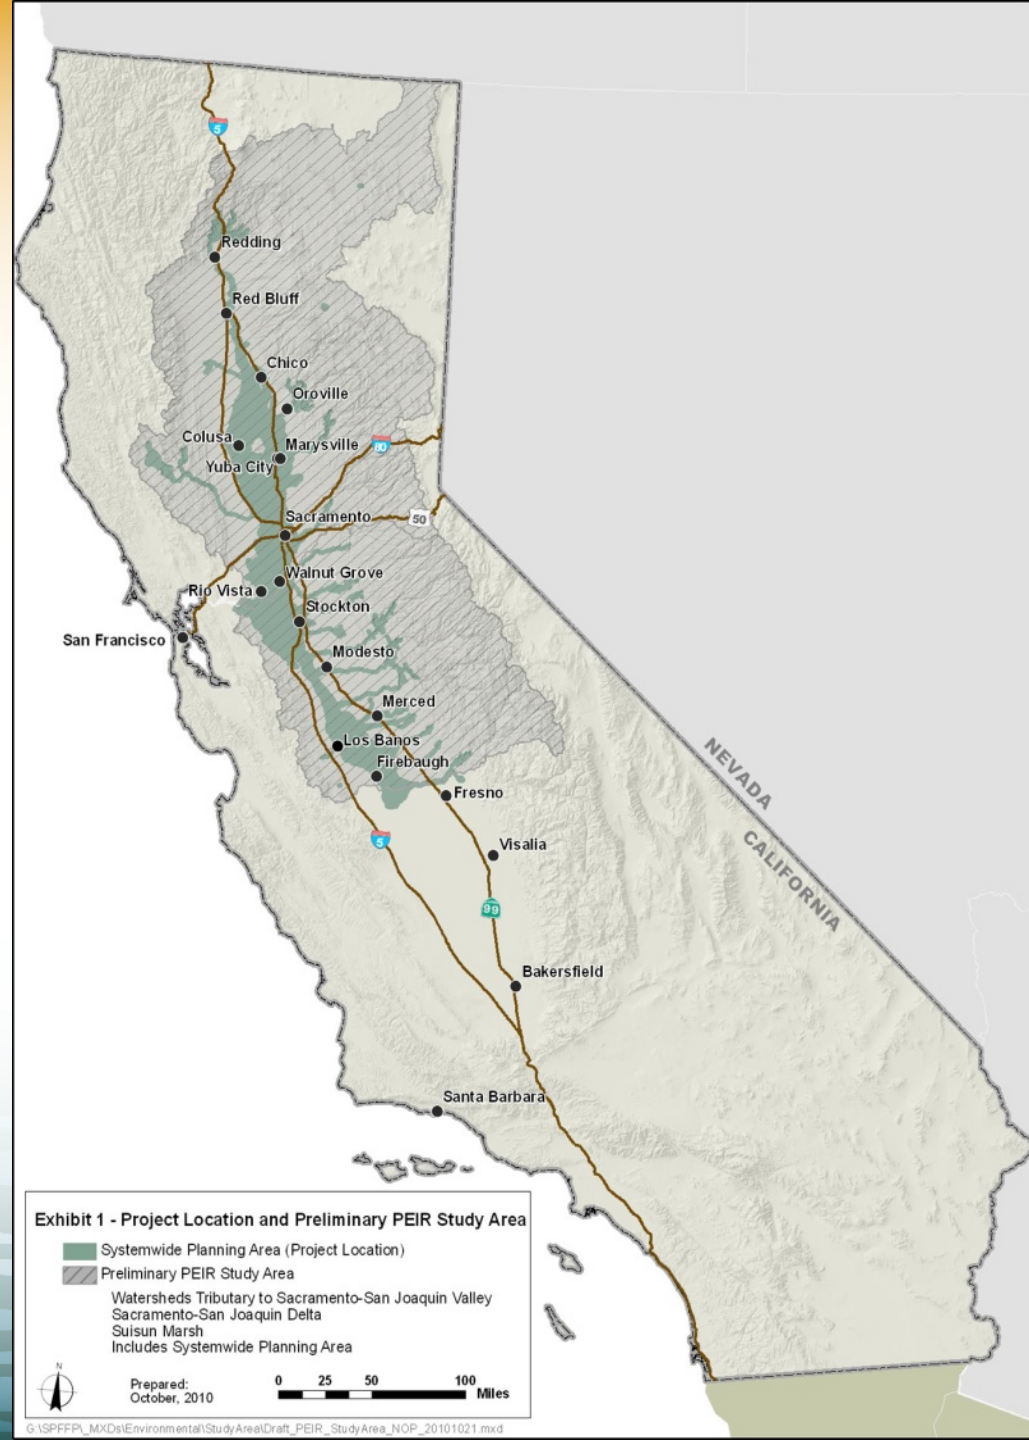 5
Redding
Red Bluff
Chico
Oroville
Colusa
Marysville
80
Yuba City
Sacramento
50
Walnut Grove
Rio Vista
Stockton
San Francisco
Modesto
Merced
Los Banos
Firebaugh
NEVADA
Fresno
5
Visalia
CALIFORNIA
99
Bakersfield
Santa Barbara
Exhibit 1 - Project Location and Preliminary PEIR Study Area
Systemwide Planning Area (Project Location)
Preliminary PEIR Study Area
Watersheds Tributary to Sacramento-San Joaquin Valley
Sacramento-San Joaquin Delta
Suisun Marsh
Includes Systemwide Planning Area
N
Prepared:
October, 2010
0 25 50 100
Miles
G:\SPFFP\_MXDs\Environmental\StudyArea\Draft_PEIR_StudyArea_NOP_20101021.mxd